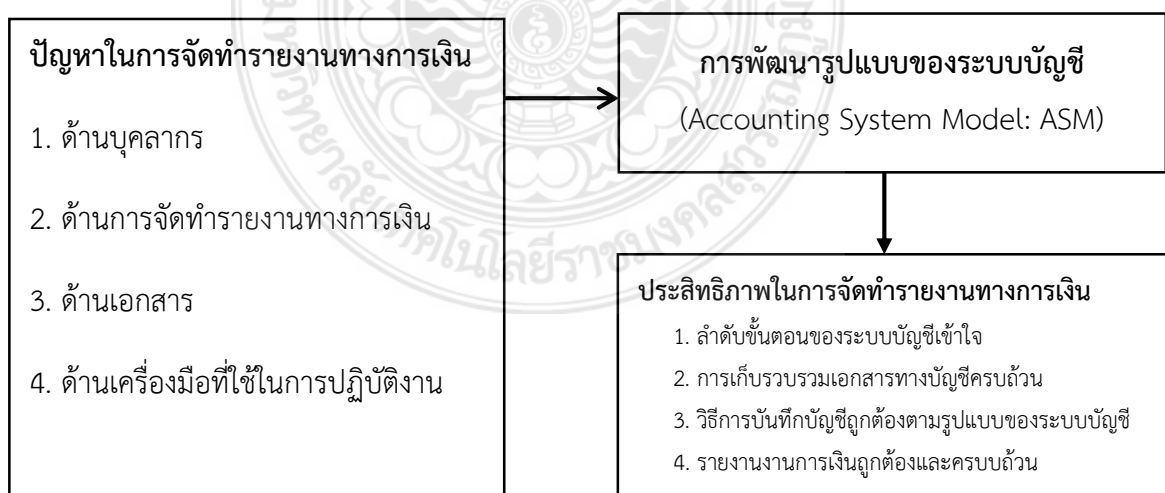 ปัญหาในการจัดทำรายงานทางการเงิน
1. ด้านบุคลากร
2. ด้านการจัดทำรายงานทางการเงิน
3. ด้านเอกสาร
4. ด้านเครื่องมือที่ใช้ในการปฏิบัติงาน
การพัฒนารูปแบบของระบบบัญชี
(Accounting System Model: ASM)
ประสิทธิภาพในการจัดทำรายงานทางการเงิน
1. ลำดับขั้นตอนของระบบบัญชีเข้าใจ
2. การเก็บรวบรวมเอกสารทางบัญชีครบถ้วน
3. วิธีการบันทึกบัญชีถูกต้องตามรูปแบบของระบบบัญชี
4. รายงานงานการเงินถูกต้องและครบบถ้วน